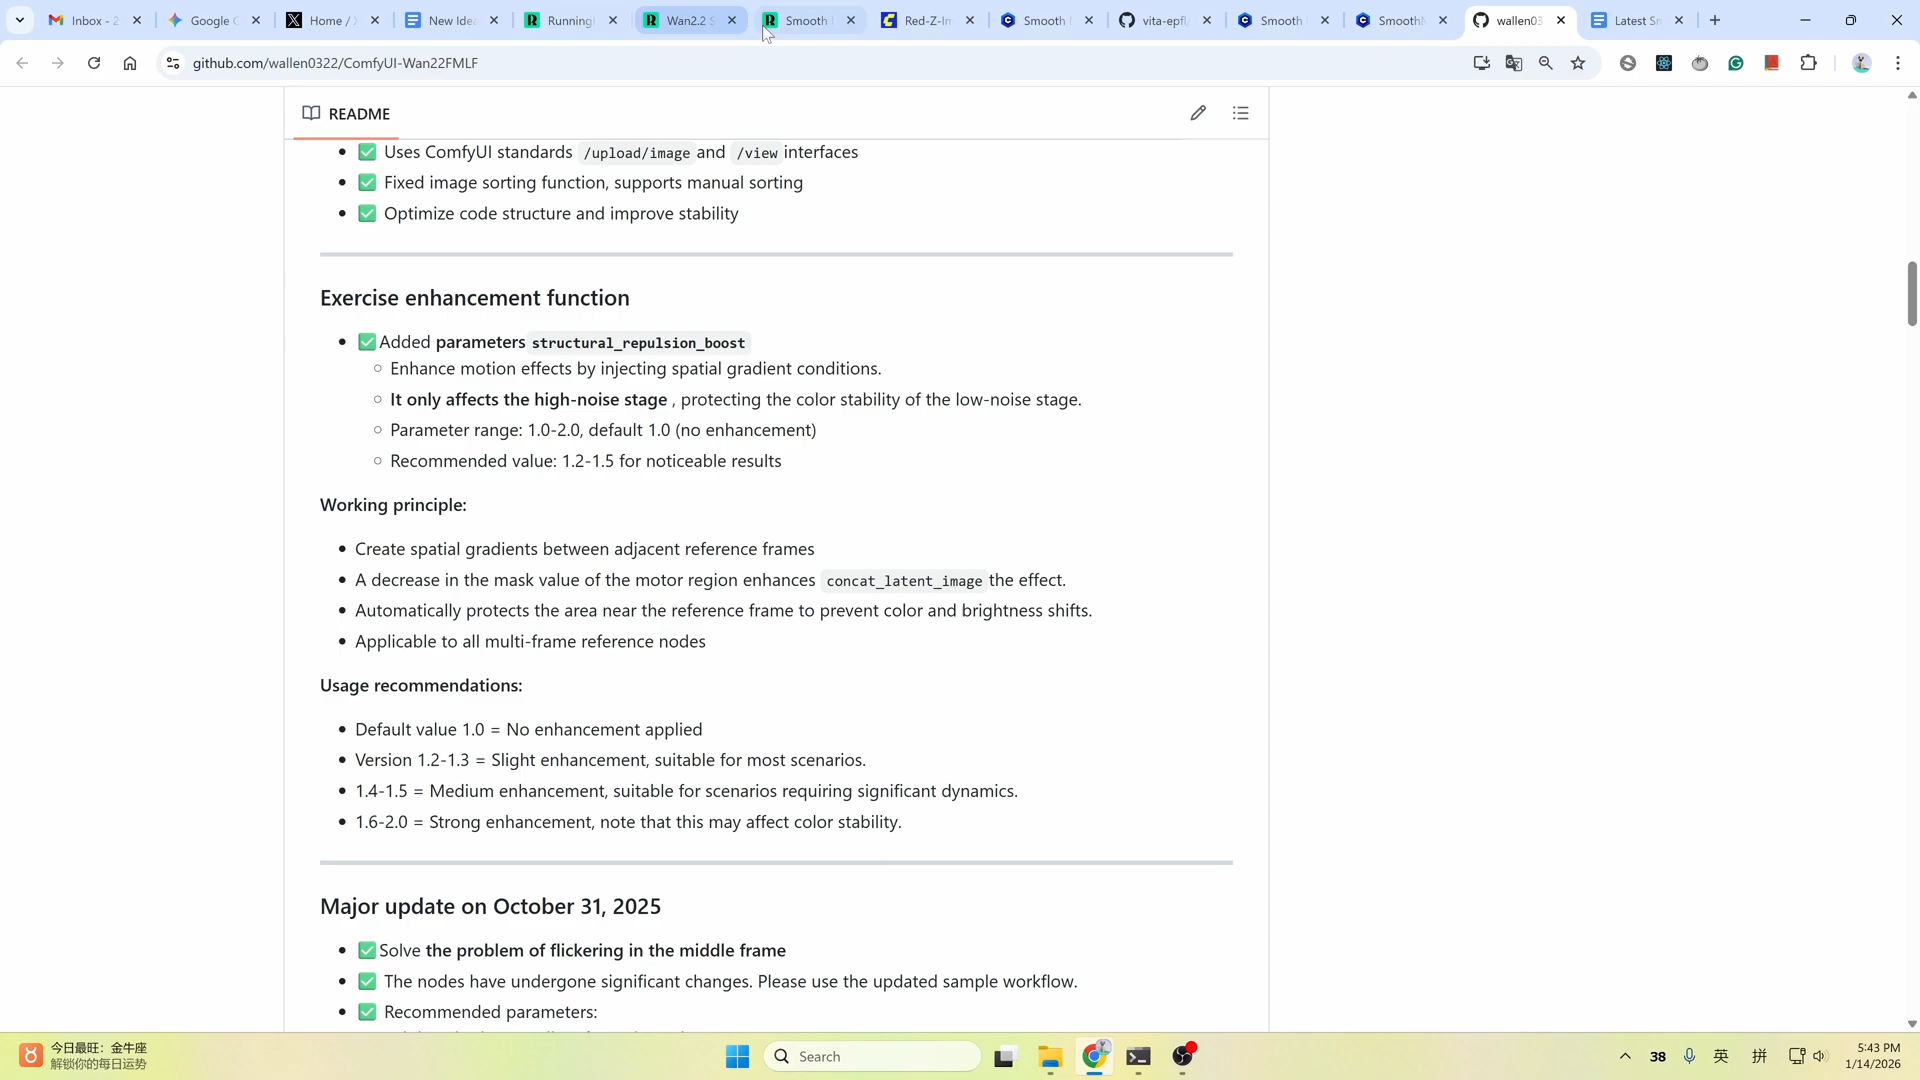 Inbox - 2
Google G
Home / X
New Idea
Running
Wan2.2 S
Smooth
Red-Z-Im
Smooth
vita-epfl
Smooth
SmoothM
wallen03
Latest Sm
github.com/wallen0322/ComfyUI-Wan22FMLF
README
✅ Uses ComfyUI standards /upload/image and /view interfaces
✅ Fixed image sorting function, supports manual sorting
✅ Optimize code structure and improve stability
Exercise enhancement function
✅ Added parameters structural_repulsion_boost
Enhance motion effects by injecting spatial gradient conditions.
It only affects the high-noise stage , protecting the color stability of the low-noise stage.
Parameter range: 1.0-2.0, default 1.0 (no enhancement)
Recommended value: 1.2-1.5 for noticeable results
Working principle:
Create spatial gradients between adjacent reference frames
A decrease in the mask value of the motor region enhances concat_latent_image the effect.
Automatically protects the area near the reference frame to prevent color and brightness shifts.
Applicable to all multi-frame reference nodes
Usage recommendations:
Default value 1.0 = No enhancement applied
Version 1.2-1.3 = Slight enhancement, suitable for most scenarios.
1.4-1.5 = Medium enhancement, suitable for scenarios requiring significant dynamics.
1.6-2.0 = Strong enhancement, note that this may affect color stability.
Major update on October 31, 2025
✅ Solve the problem of flickering in the middle frame
✅ The nodes have undergone significant changes. Please use the updated sample workflow.
✅ Recommended parameters:
今日最旺：金牛座
解锁你的每日运势
Search
38
英
拼
5:43 PM
1/14/2026